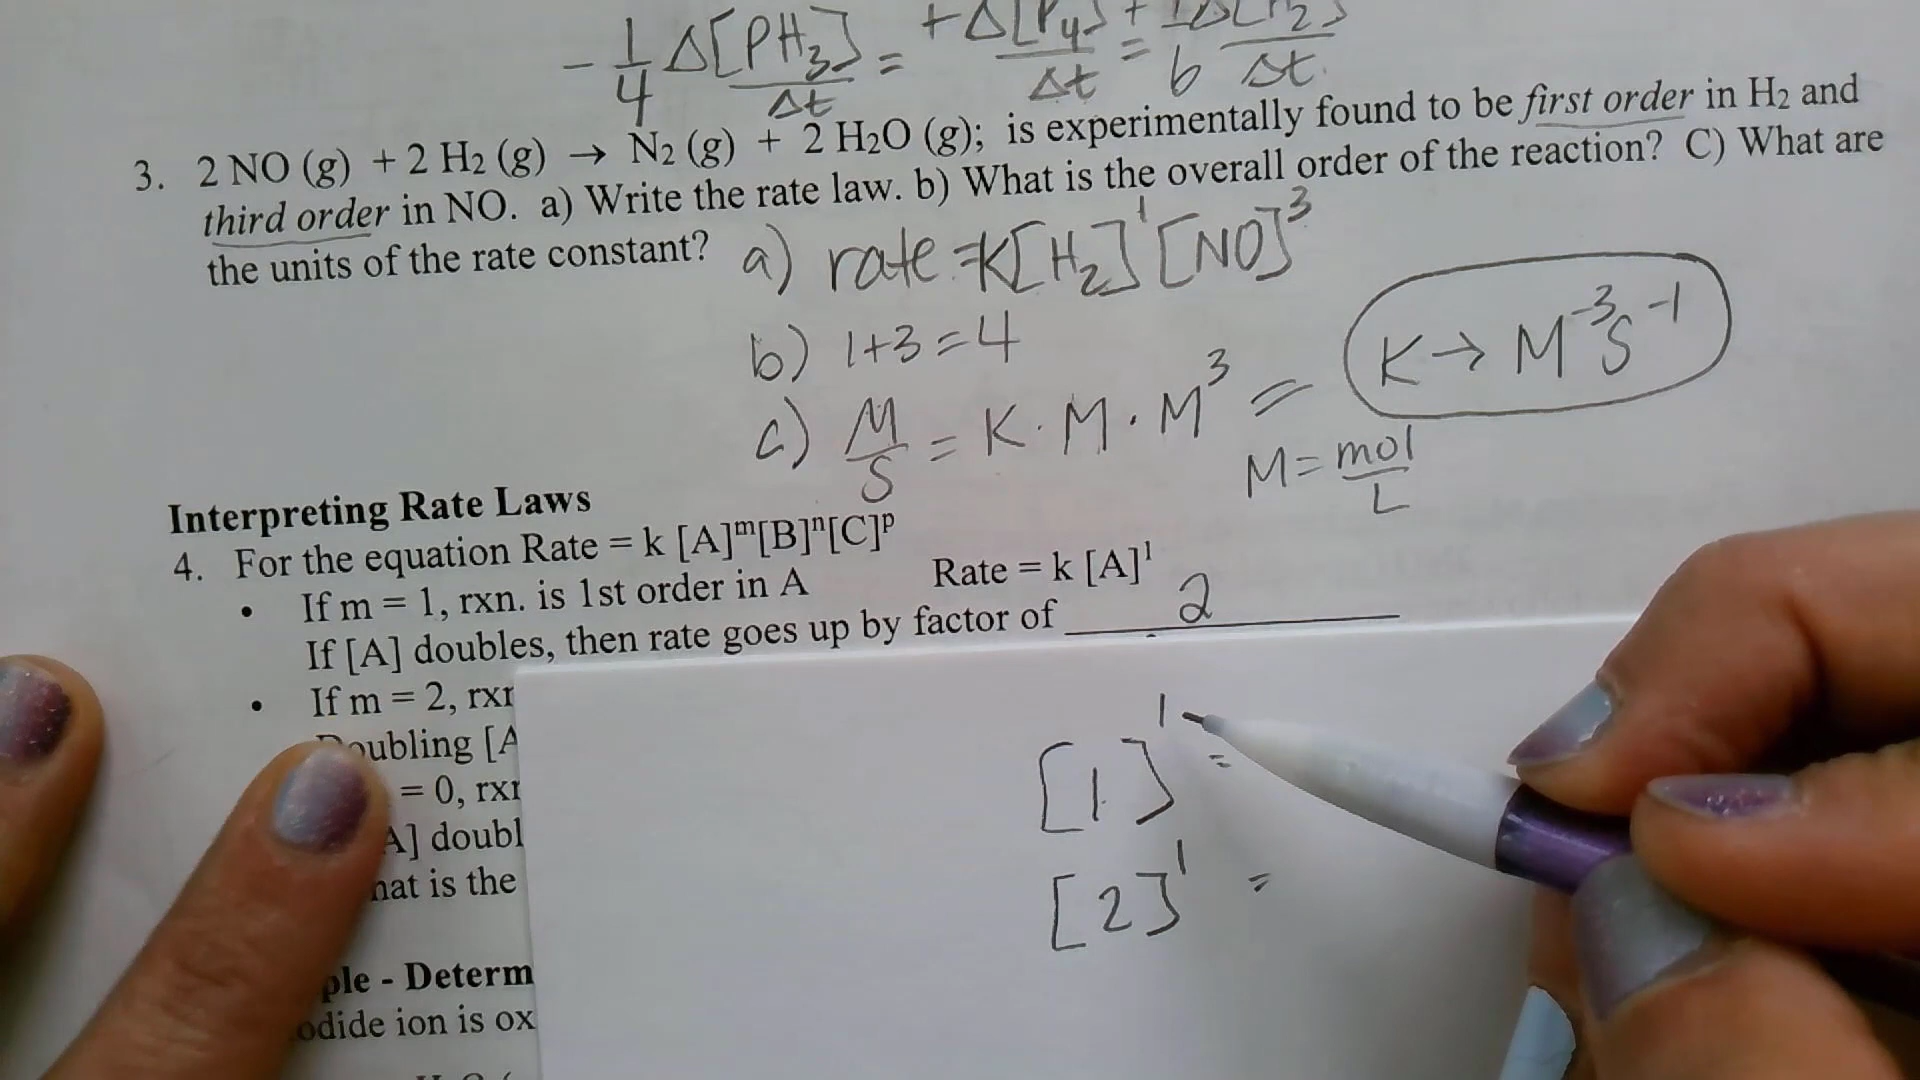 - 1/4 Δ[PH₃]/Δt = +Δ[P₄]/Δt = + 1/6 Δ[H₂]/Δt
3. 2 NO (g) + 2 H₂ (g) → N₂ (g) + 2 H₂O (g); is experimentally found to be first order in H₂ and
third order in NO. a) Write the rate law. b) What is the overall order of the reaction? C) What are
the units of the rate constant?
a) rate = K[H₂]¹[NO]³
b) 1+3=4
c) M/S = K · M · M³ =
K → M⁻³S⁻¹
M = mol/L
Interpreting Rate Laws
4. For the equation Rate = k [A]ᵐ[B]ⁿ[C]ᵖ
• If m = 1, rxn. is 1st order in A Rate = k [A]¹
If [A] doubles, then rate goes up by factor of 2
• If m = 2, rxn
Doubling [A
= 0, rxn
A] doubl
hat is the
ple - Determ
odide ion is ox
[1]¹ =
[2]¹ =